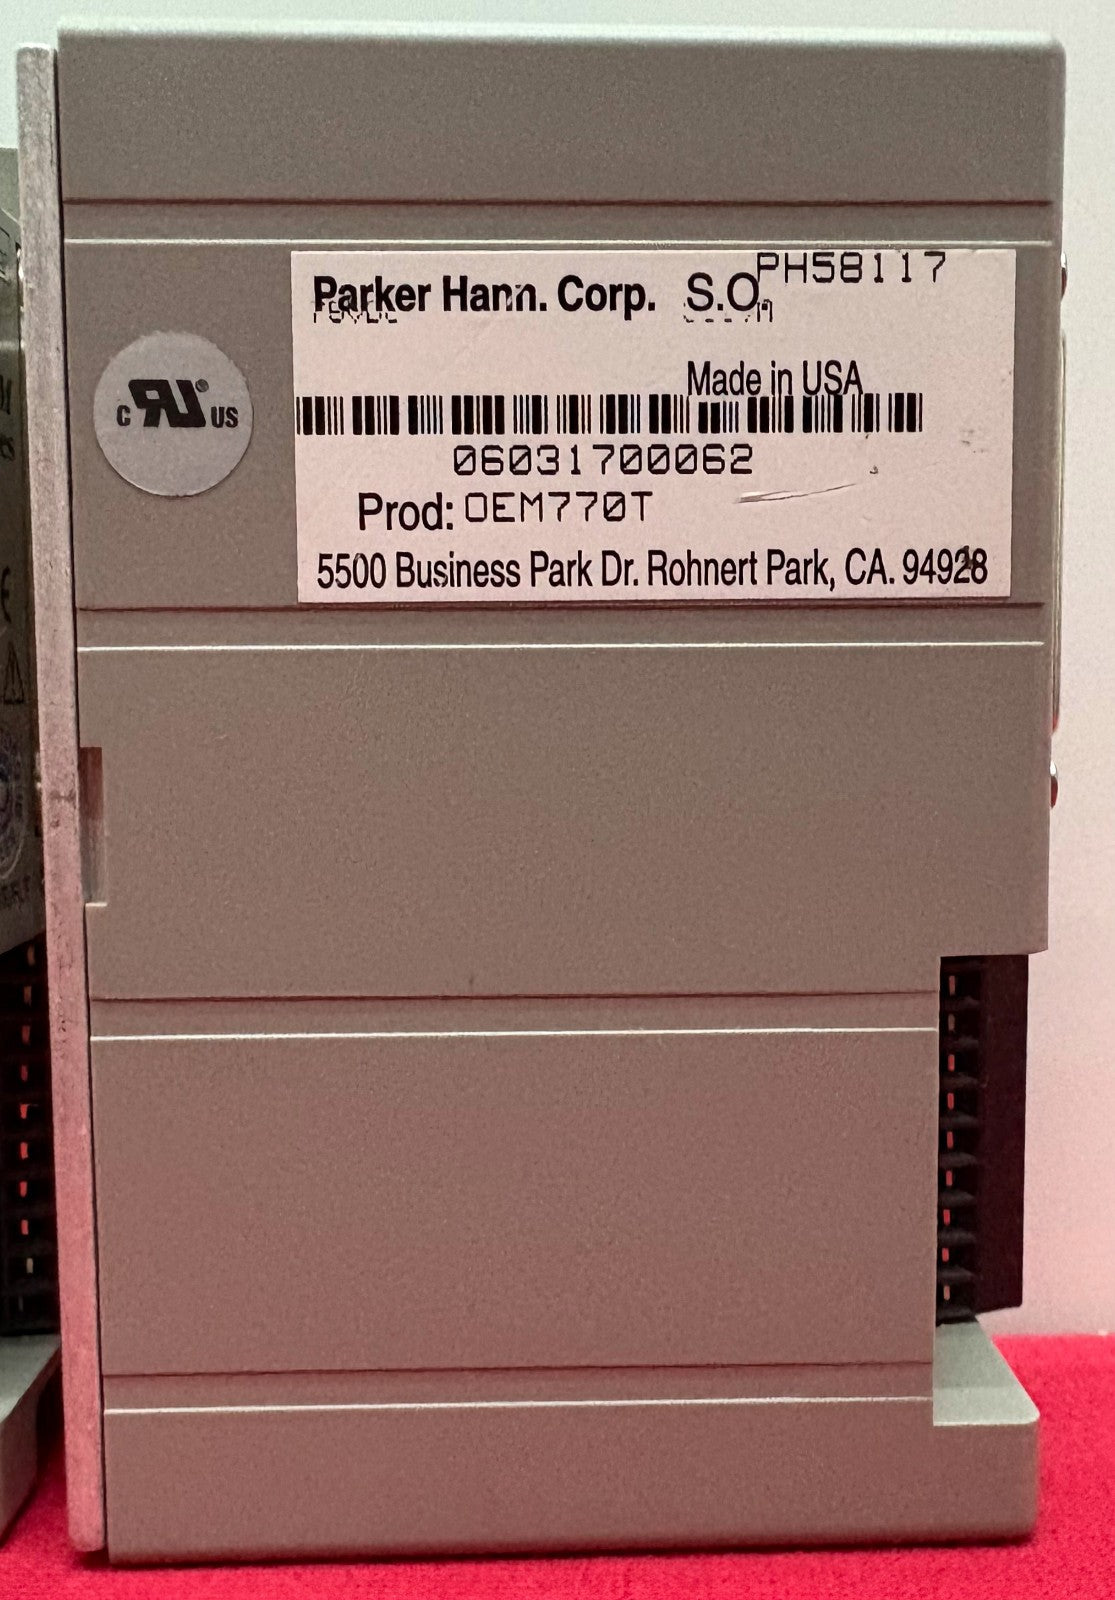 Parker Hann. Corp. S.O. PH58117
Made in USA
06031700062
Prod: OEM770T
5500 Business Park Dr. Rohnert Park, CA. 94928
c RU ® US